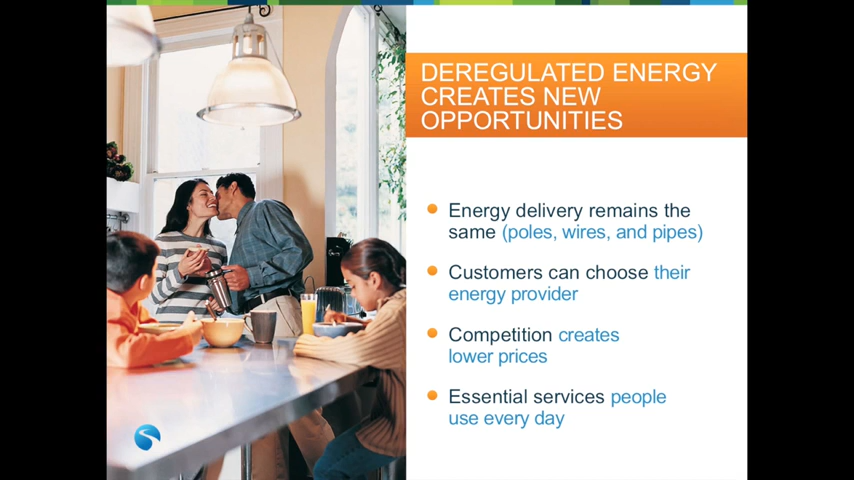 DEREGULATED ENERGY
CREATES NEW
OPPORTUNITIES
Energy delivery remains the
same (poles, wires, and pipes)
Customers can choose their
energy provider
Competition creates
lower prices
Essential services people
use every day